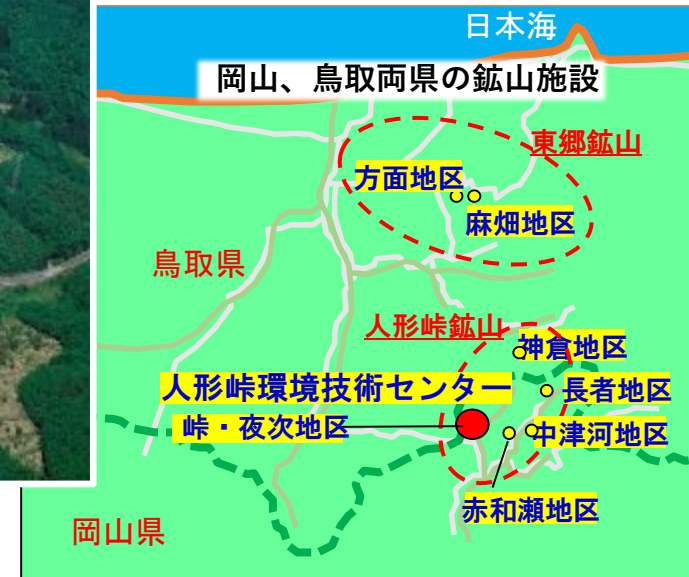 日本海
岡山、鳥取両県の鉱山施設
東郷鉱山
方面地区
麻畑地区
鳥取県
人形峠鉱山
神倉地区
人形峠環境技術センター
長者地区
峠・夜次地区
中津河地区
赤和瀬地区
岡山県